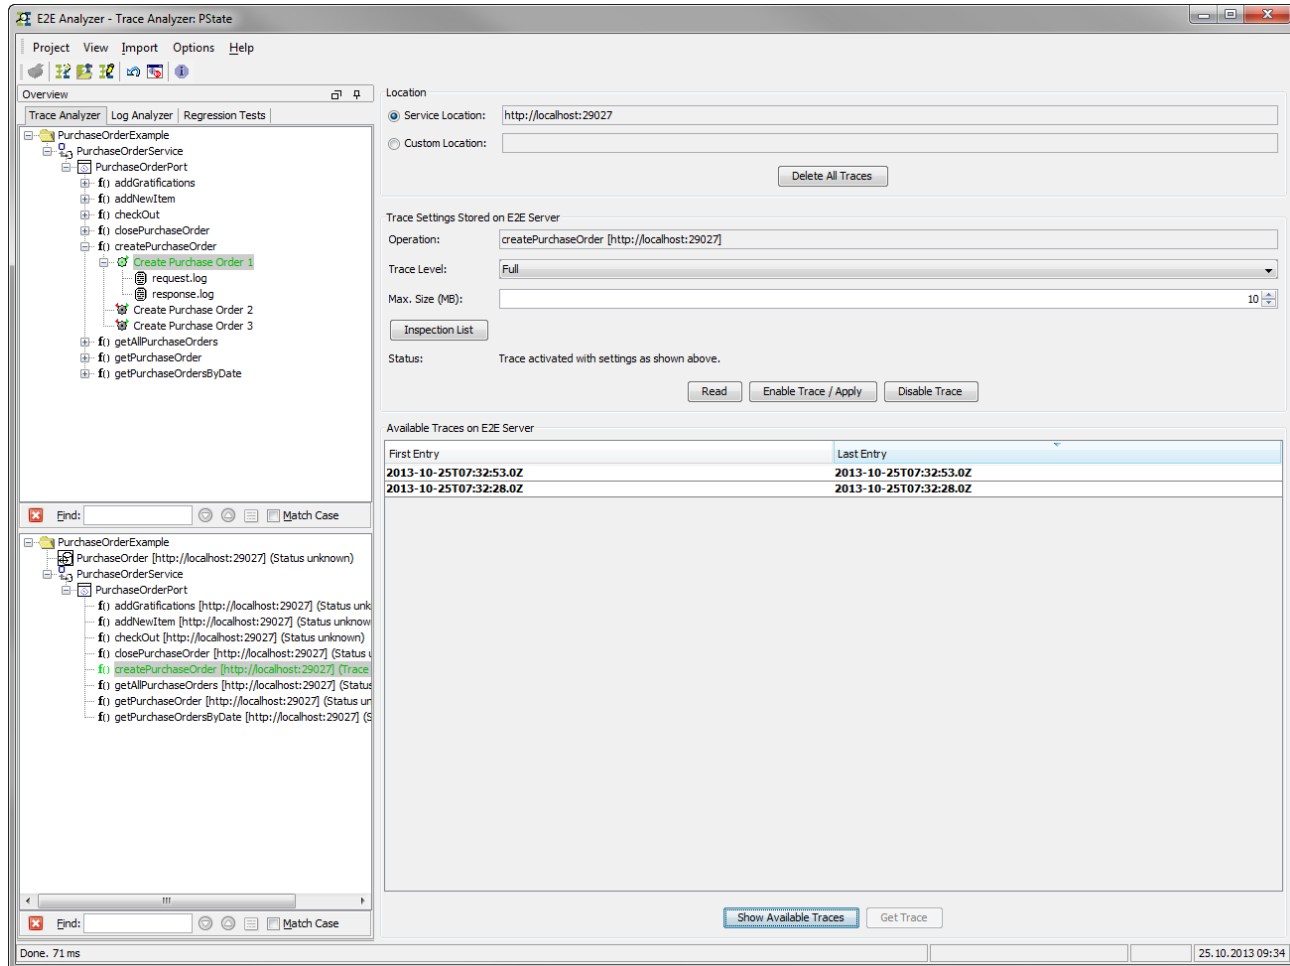 E2E Analyzer - Trace Analyzer: PState
Project View Import Options Help
Overview
Trace Analyzer Log Analyzer Regression Tests
PurchaseOrderExample
PurchaseOrderService
PurchaseOrderPort
f() addGratifications
f() addNewItem
f() checkOut
f() closePurchaseOrder
f() createPurchaseOrder
Create Purchase Order 1
request.log
response.log
Create Purchase Order 2
Create Purchase Order 3
f() getAllPurchaseOrders
f() getPurchaseOrder
f() getPurchaseOrdersByDate
Find: Match Case
PurchaseOrderExample
PurchaseOrder [http://localhost:29027] (Status unknown)
PurchaseOrderService
PurchaseOrderPort
f() addGratifications [http://localhost:29027] (Status unk
f() addNewItem [http://localhost:29027] (Status unknow
f() checkOut [http://localhost:29027] (Status unknown)
f() closePurchaseOrder [http://localhost:29027] (Status u
f() createPurchaseOrder [http://localhost:29027] (Trace
f() getAllPurchaseOrders [http://localhost:29027] (Status
f() getPurchaseOrder [http://localhost:29027] (Status un
f() getPurchaseOrdersByDate [http://localhost:29027] (S
Find: Match Case
Location
Service Location: http://localhost:29027
Custom Location:
Delete All Traces
Trace Settings Stored on E2E Server
Operation: createPurchaseOrder [http://localhost:29027]
Trace Level: Full
Max. Size (MB): 10
Inspection List
Status: Trace activated with settings as shown above.
Read Enable Trace / Apply Disable Trace
Available Traces on E2E Server
First Entry Last Entry
2013-10-25T07:32:53.0Z 2013-10-25T07:32:53.0Z
2013-10-25T07:32:28.0Z 2013-10-25T07:32:28.0Z
Show Available Traces Get Trace
Done. 71 ms 25.10.2013 09:34